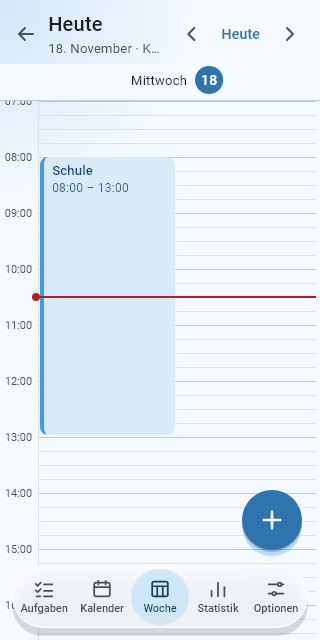 Heute
18. November · K…
Heute
Mittwoch 18
07:00
08:00
Schule
08:00 – 13:00
09:00
10:00
11:00
12:00
13:00
14:00
15:00
Aufgaben Kalender Woche Statistik Optionen